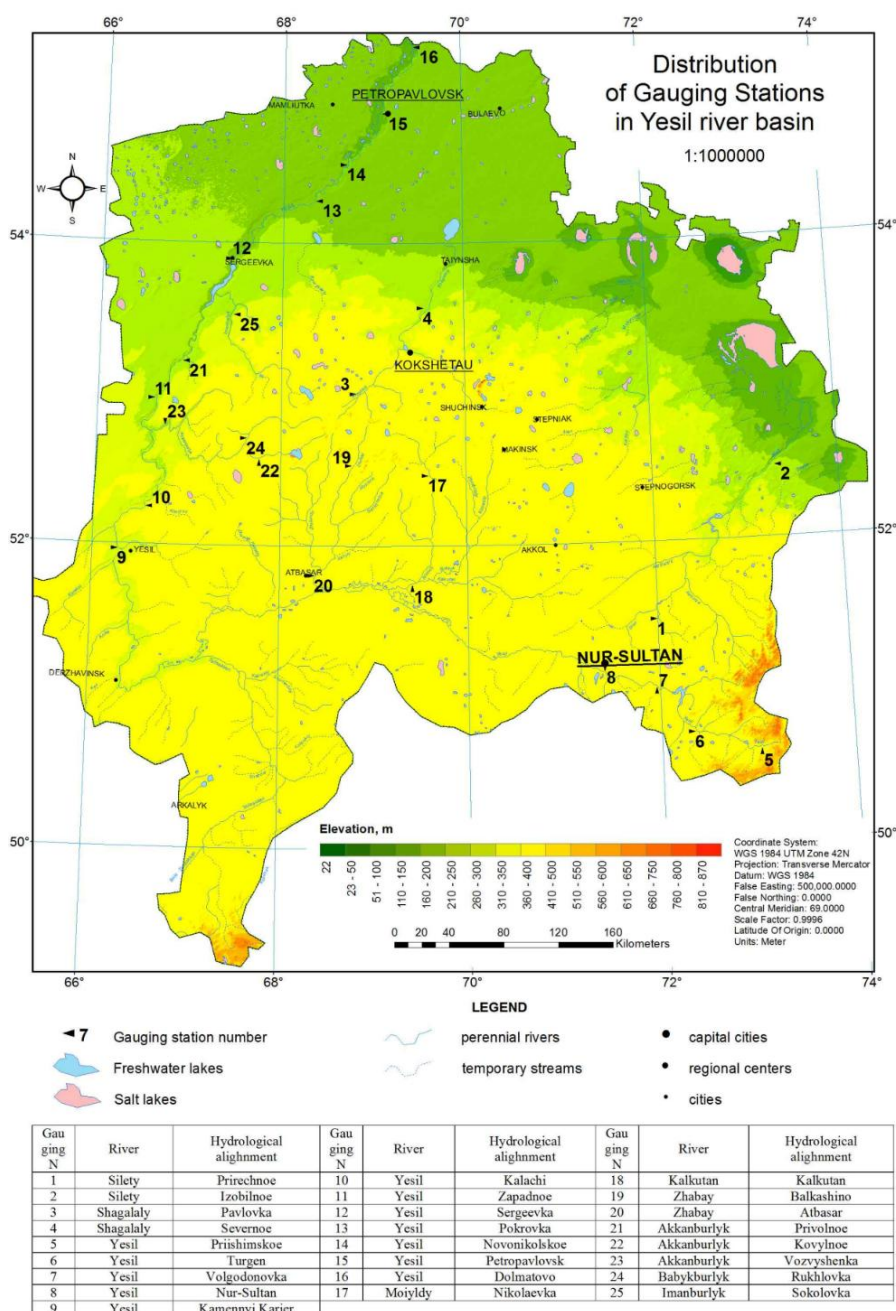 66°
68°
70°
72°
74°
Distribution
of Gauging Stations
in Yesil river basin
1:1000000
16
MAMLIUTKA
PETROPAVLOVSK
BULAEVO
15
14
N
W
E
S
13
54°
54°
12
SERGEEVKA
TAIYNSHA
25
4
21
KOKSHETAU
11
3
23
SHUCHINSK
STEPNIAK
24
19
MAKINSK
22
17
2
10
STEPNOGORSK
52°
52°
9
YESIL
AKKOL
ATBASAR
20
18
1
NUR-SULTAN
DERZHAVINSK
8
7
6
5
ARKALYK
50°
50°
Elevation, m
22
23 - 50
51 - 100
110 - 150
160 - 200
210 - 250
260 - 300
310 - 350
360 - 400
410 - 450
460 - 500
510 - 550
560 - 600
610 - 650
660 - 750
760 - 800
810 - 870
0 20 40 80 120 160
Kilometers
Coordinate System:
WGS 1984 UTM Zone 42N
Projection: Transverse Mercator
Datum: WGS 1984
False Easting: 500,000.0000
False Northing: 0.0000
Central Meridian: 69.0000
Scale Factor: 0.9996
Latitude Of Origin: 0.0000
Units: Meter
66°
68°
70°
72°
74°
LEGEND
7 Gauging station number
perennial rivers
capital cities
Freshwater lakes
temporary streams
regional centers
Salt lakes
cities
Gau ging N River Hydrological alighnment Gau ging N River Hydrological alighnment Gau ging N River Hydrological alighnment
1 Silety Prirechnoe 10 Yesil Kalachi 18 Kalkutan Kalkutan
2 Silety Izobilnoe 11 Yesil Zapadnoe 19 Zhabay Balkashino
3 Shagalaly Pavlovka 12 Yesil Sergeevka 20 Zhabay Atbasar
4 Shagalaly Severnoe 13 Yesil Pokrovka 21 Akkanburlyk Privolnoe
5 Yesil Priishimskoe 14 Yesil Novonikolskoe 22 Akkanburlyk Kovylnoe
6 Yesil Turgen 15 Yesil Petropavlovsk 23 Akkanburlyk Vozvyshenka
7 Yesil Volgodonovka 16 Yesil Dolmatovo 24 Babykburlyk Rukhlovka
8 Yesil Nur-Sultan 17 Moiyldy Nikolaevka 25 Imanburlyk Sokolovka
9 Yesil Kamennyi Karier